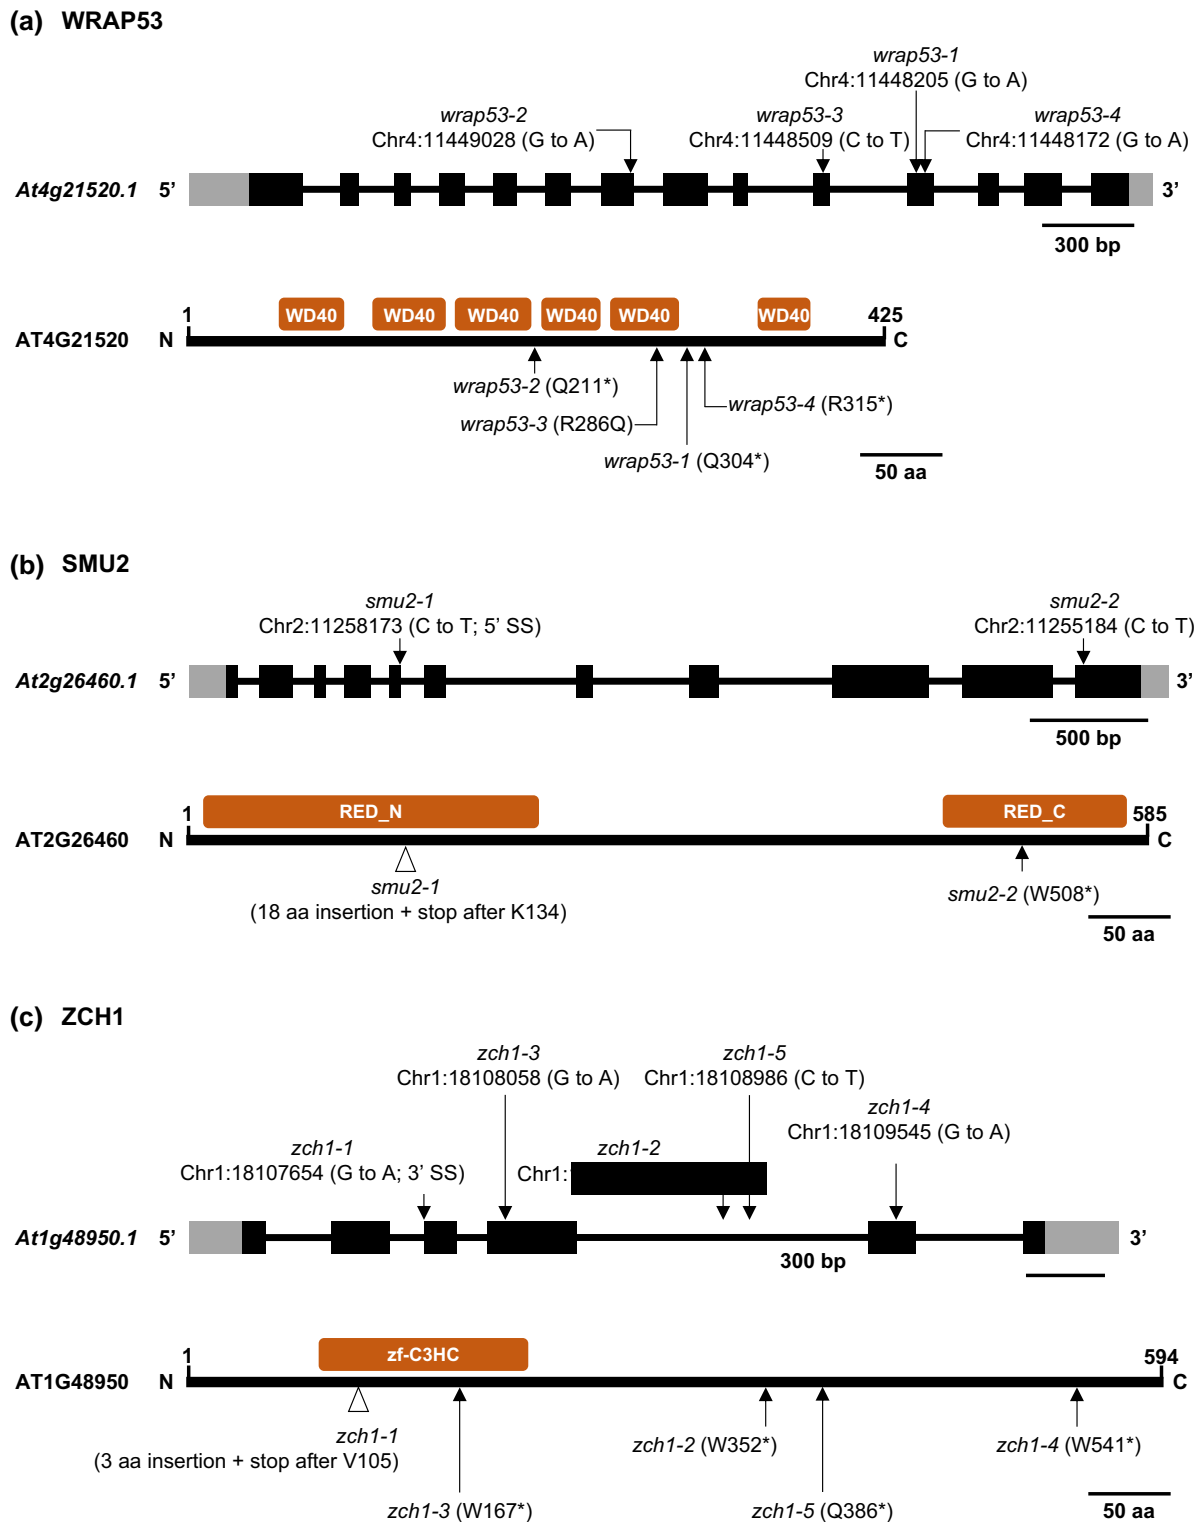 (a) WRAP53
wrap53-1
Chr4:11448205 (G to A)
wrap53-2
Chr4:11449028 (G to A)
wrap53-3
Chr4:11448509 (C to T)
wrap53-4
Chr4:11448172 (G to A)
At4g21520.1 5’ 3’
300 bp
1 WD40 WD40 WD40 WD40 WD40 WD40 425
AT4G21520 N C
wrap53-2 (Q211*)
wrap53-4 (R315*)
wrap53-3 (R286Q)
wrap53-1 (Q304*)
50 aa
(b) SMU2
smu2-1
Chr2:11258173 (C to T; 5’ SS)
smu2-2
Chr2:11255184 (C to T)
At2g26460.1 5’ 3’
500 bp
1 RED_N RED_C 585
AT2G26460 N C
smu2-1
(18 aa insertion + stop after K134)
smu2-2 (W508*)
50 aa
(c) ZCH1
zch1-3
Chr1:18108058 (G to A)
zch1-5
Chr1:18108986 (C to T)
zch1-4
Chr1:18109545 (G to A)
zch1-1
Chr1:18107654 (G to A; 3’ SS)
zch1-2
Chr1:
At1g48950.1 5’ 3’
300 bp
1 zf-C3HC 594
AT1G48950 N C
zch1-1
(3 aa insertion + stop after V105)
zch1-2 (W352*)
zch1-4 (W541*)
zch1-3 (W167*)
zch1-5 (Q386*)
50 aa